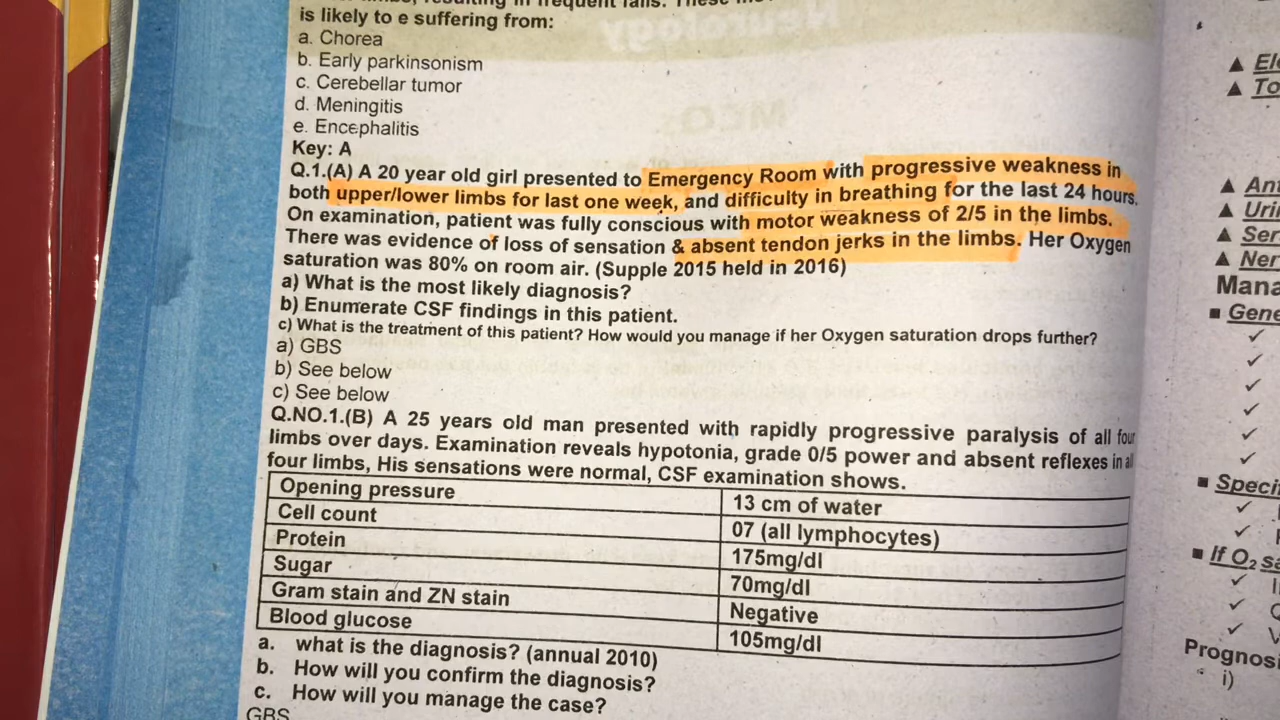 is likely to e suffering from:
a. Chorea
b. Early parkinsonism
c. Cerebellar tumor
d. Meningitis
e. Encephalitis
Key: A
Q.1.(A) A 20 year old girl presented to Emergency Room with progressive weakness in
both upper/lower limbs for last one week, and difficulty in breathing for the last 24 hours.
On examination, patient was fully conscious with motor weakness of 2/5 in the limbs.
There was evidence of loss of sensation & absent tendon jerks in the limbs. Her Oxygen
saturation was 80% on room air. (Supple 2015 held in 2016)
a) What is the most likely diagnosis?
b) Enumerate CSF findings in this patient.
c) What is the treatment of this patient? How would you manage if her Oxygen saturation drops further?
a) GBS
b) See below
c) See below
Q.NO.1.(B) A 25 years old man presented with rapidly progressive paralysis of all four
limbs over days. Examination reveals hypotonia, grade 0/5 power and absent reflexes in all
four limbs, His sensations were normal, CSF examination shows.
Opening pressure 13 cm of water
Cell count 07 (all lymphocytes)
Protein 175mg/dl
Sugar 70mg/dl
Gram stain and ZN stain Negative
Blood glucose 105mg/dl
a. what is the diagnosis? (annual 2010)
b. How will you confirm the diagnosis?
c. How will you manage the case?
GBS
▲ To
▲ Ant
▲ Uri
▲ Ser
▲ Ner
Mana
■ Gene
■ Speci
■ If O2 sa
Prognosi
i)